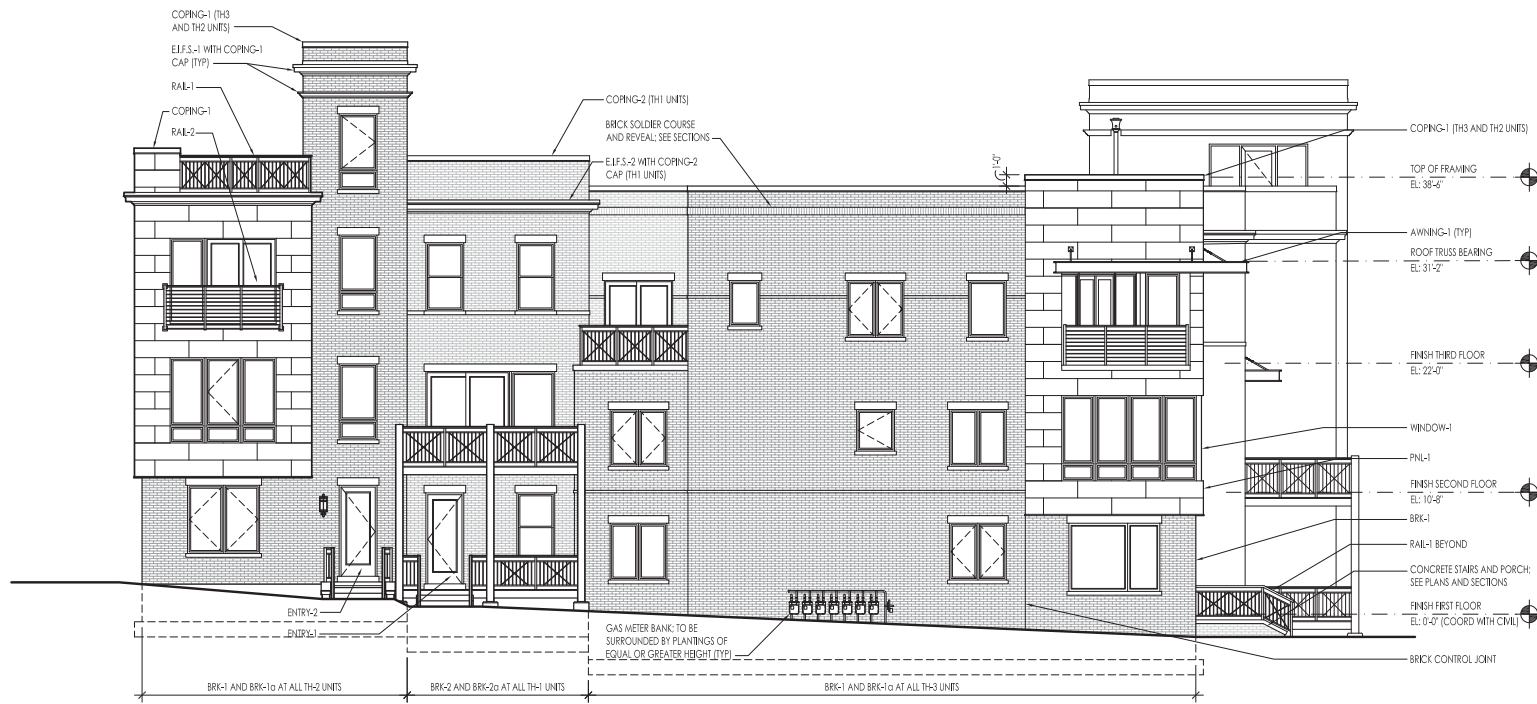 COPING-1 (TH3
AND TH2 UNITS)
E.I.F.S.-1 WITH COPING-1
CAP (TYP)
RAIL-1
COPING-1
RAIL-2
COPING-2 (TH1 UNITS)
BRICK SOLDIER COURSE
AND REVEAL; SEE SECTIONS
E.I.F.S.-2 WITH COPING-2
CAP (TH1 UNITS)
1'-0"
COPING-1 (TH3 AND TH2 UNITS)
TOP OF FRAMING
EL: 38'-6"
AWNING-1 (TYP)
ROOF TRUSS BEARING
EL: 31'-2"
FINISH THIRD FLOOR
EL: 22'-0"
WINDOW-1
PNL-1
FINISH SECOND FLOOR
EL: 10'-8"
BRK-1
RAIL-1 BEYOND
CONCRETE STAIRS AND PORCH;
SEE PLANS AND SECTIONS
FINISH FIRST FLOOR
EL: 0'-0" (COORD WITH CIVIL)
BRICK CONTROL JOINT
ENTRY-2
ENTRY-1
GAS METER BANK; TO BE
SURROUNDED BY PLANTINGS OF
EQUAL OR GREATER HEIGHT (TYP)
BRK-1 AND BRK-1a AT ALL TH-2 UNITS
BRK-2 AND BRK-2a AT ALL TH-1 UNITS
BRK-1 AND BRK-1a AT ALL TH-3 UNITS